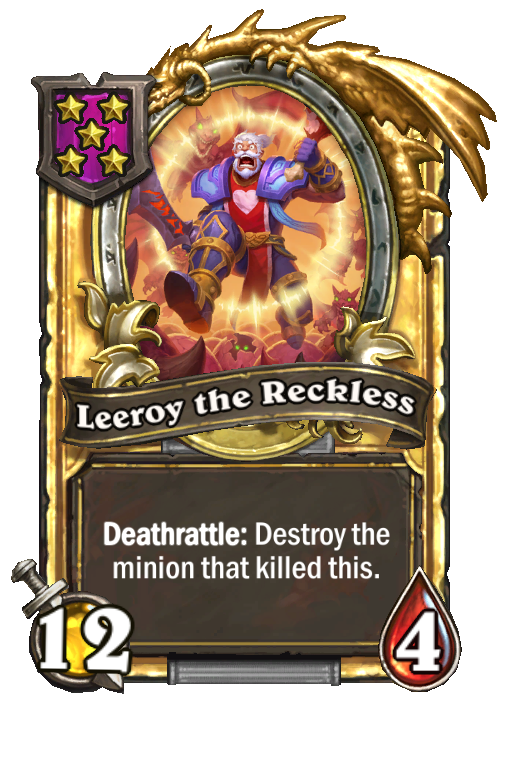 Leeroy the Reckless
Deathrattle: Destroy the
minion that killed this.
12
4